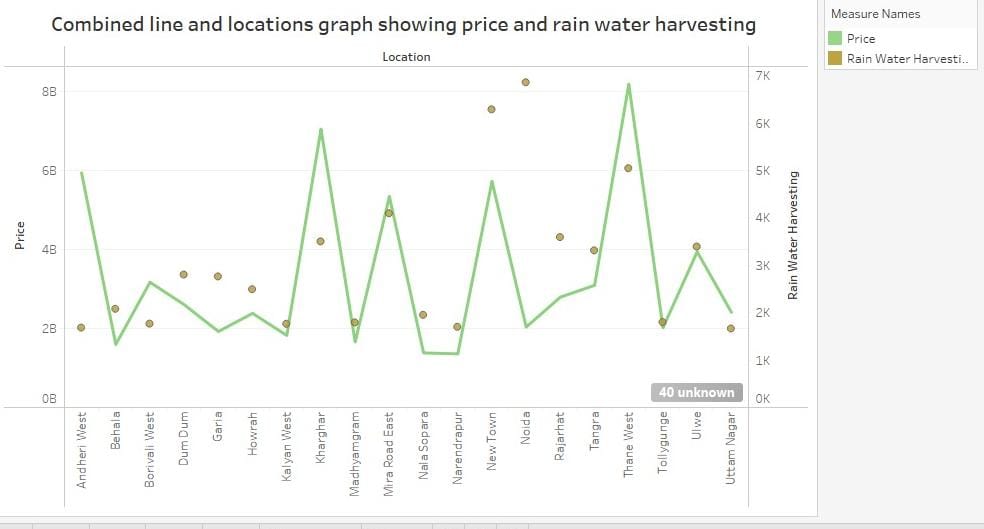 Combined line and locations graph showing price and rain water harvesting
Measure Names
Price
Rain Water Harvesti..
Location
8B
6B
4B
2B
0B
Price
7K
6K
5K
4K
3K
2K
1K
0K
Rain Water Harvesting
40 unknown
Andheri West
Behala
Borivali West
Dum Dum
Garia
Howrah
Kalyan West
Kharghar
Madhyamgram
Mira Road East
Nala Sopara
Narendrapur
New Town
Noida
Rajarhat
Tangra
Thane West
Tollygunge
Ulwe
Uttam Nagar